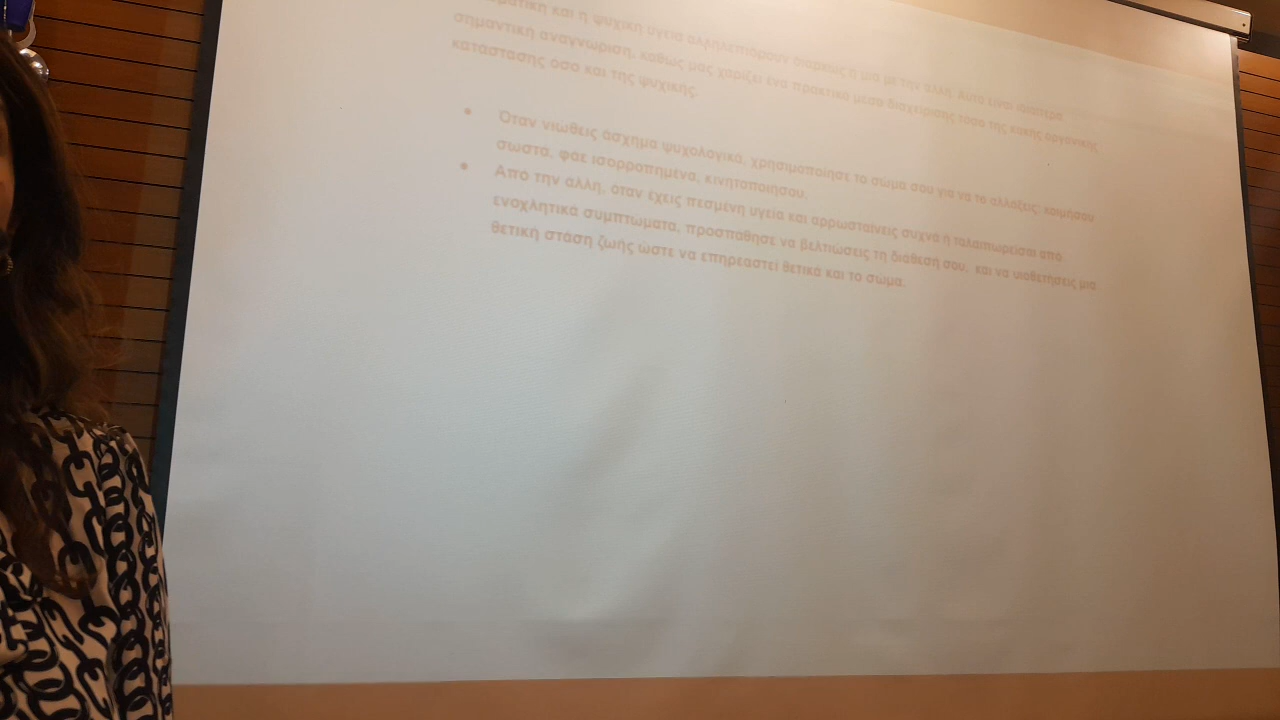 και η ψυχική υγεία αλληλεπιδρούν διαρκώς η μία με την άλλη. Αυτό είναι ιδιαίτερα
σημαντική αναγνώριση, καθώς μας χαρίζει ένα πρακτικό μέσο διαχείρισης τόσο της κακής οργανικής
κατάστασης όσο και της ψυχικής.
• Όταν νιώθεις άσχημα ψυχολογικά, χρησιμοποίησε το σώμα σου για να το αλλάξεις: κοιμήσου
σωστά, φάε ισορροπημένα, κινητοποιήσου.
• Από την άλλη, όταν έχεις πεσμένη υγεία και αρρωσταίνεις συχνά ή ταλαιπωρείσαι από
ενοχλητικά συμπτώματα, προσπάθησε να βελτιώσεις τη διάθεσή σου, και να υιοθετήσεις μια
θετική στάση ζωής ώστε να επηρεαστεί θετικά και το σώμα.